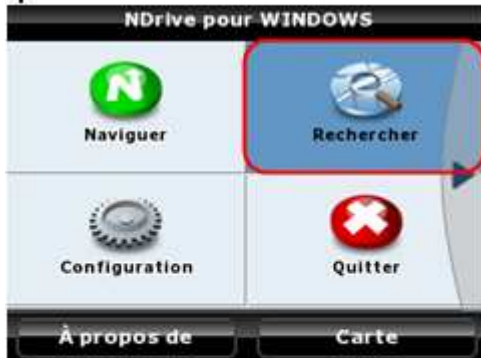 NDrive pour WINDOWS
Naviguer
Rechercher
Configuration
Quitter
À propos de
Carte